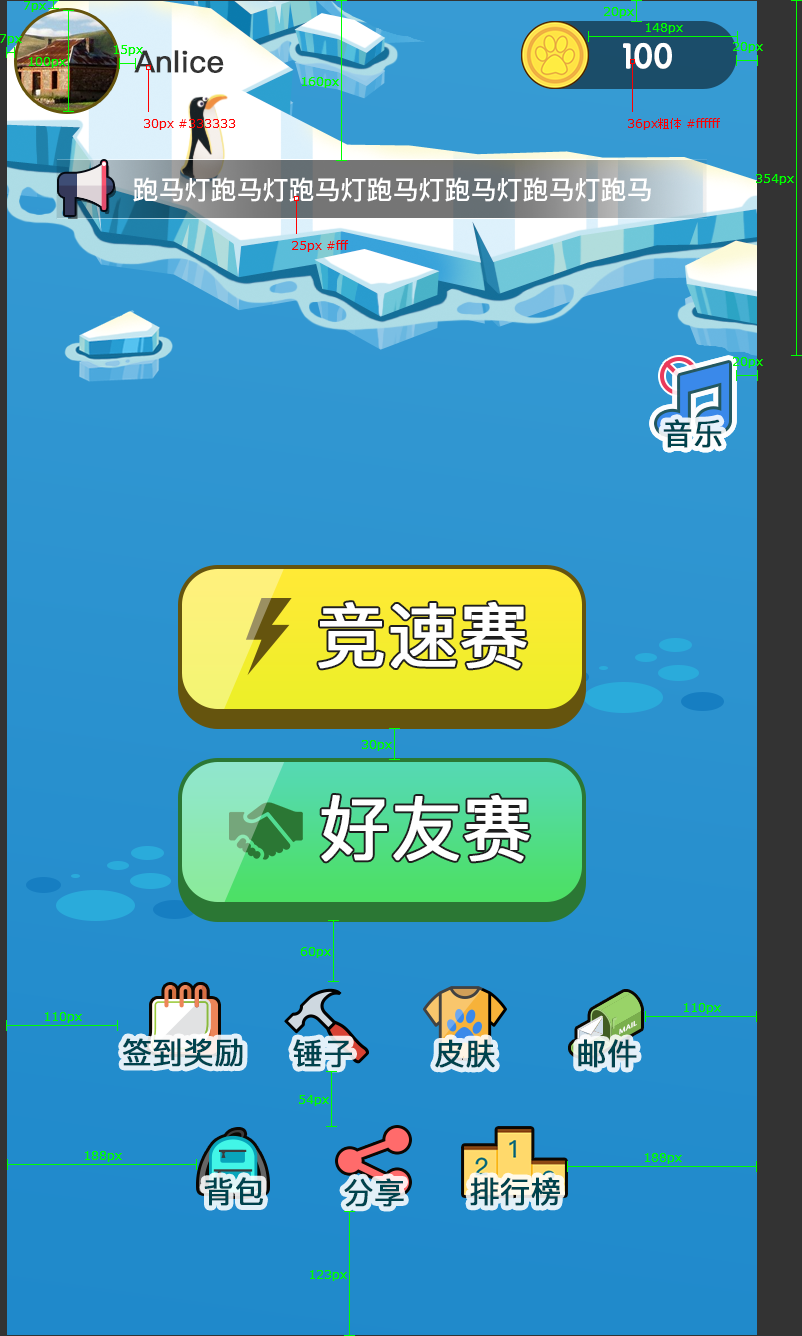 7px
20px
148px
7px
100px
15px
Anlice
160px
100
20px
30px #333333
36px粗体 #ffffff
354px
跑马灯跑马灯跑马灯跑马灯跑马灯跑马灯跑马
25px #fff
20px
音乐
竞速赛
30px
好友赛
60px
110px
110px
MAIL
签到奖励
锤子
皮肤
邮件
54px
188px
188px
1
2
背包
分享
排行榜
123px